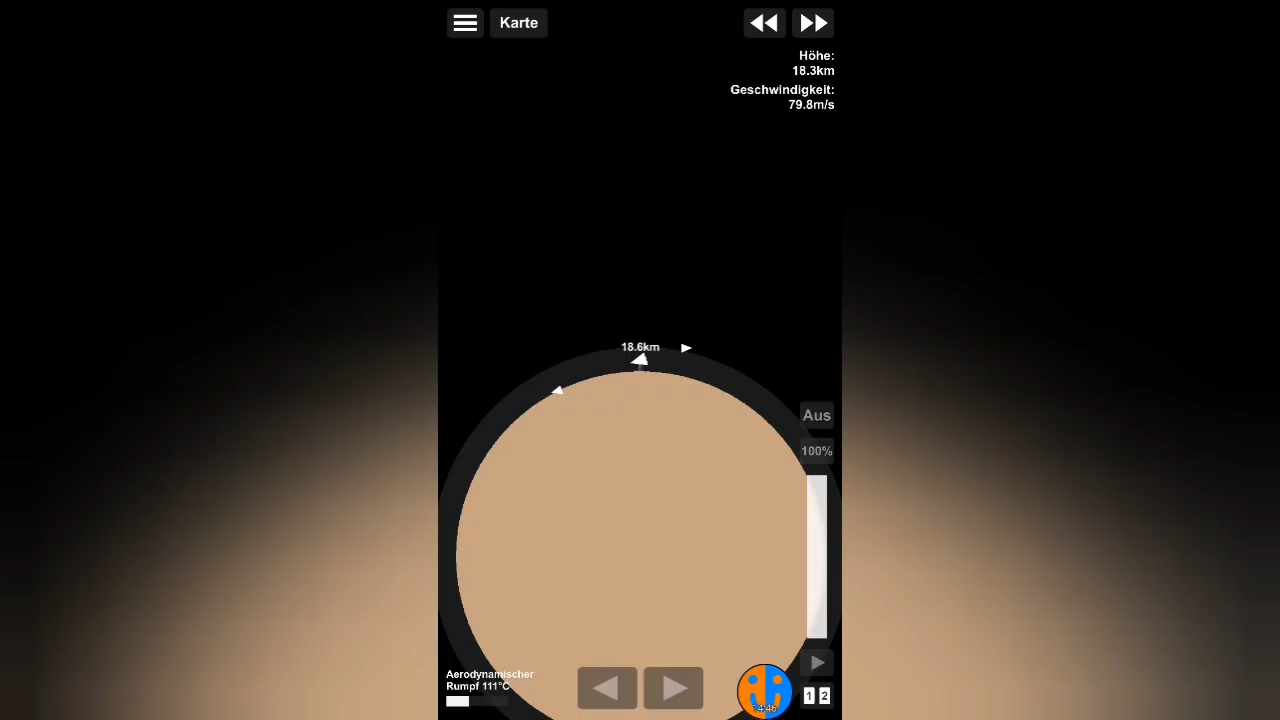 Karte
Höhe:
18.3km
Geschwindigkeit:
79.8m/s
18.6km
Aus
100%
Aerodynamischer
Rumpf 111°C
1 2